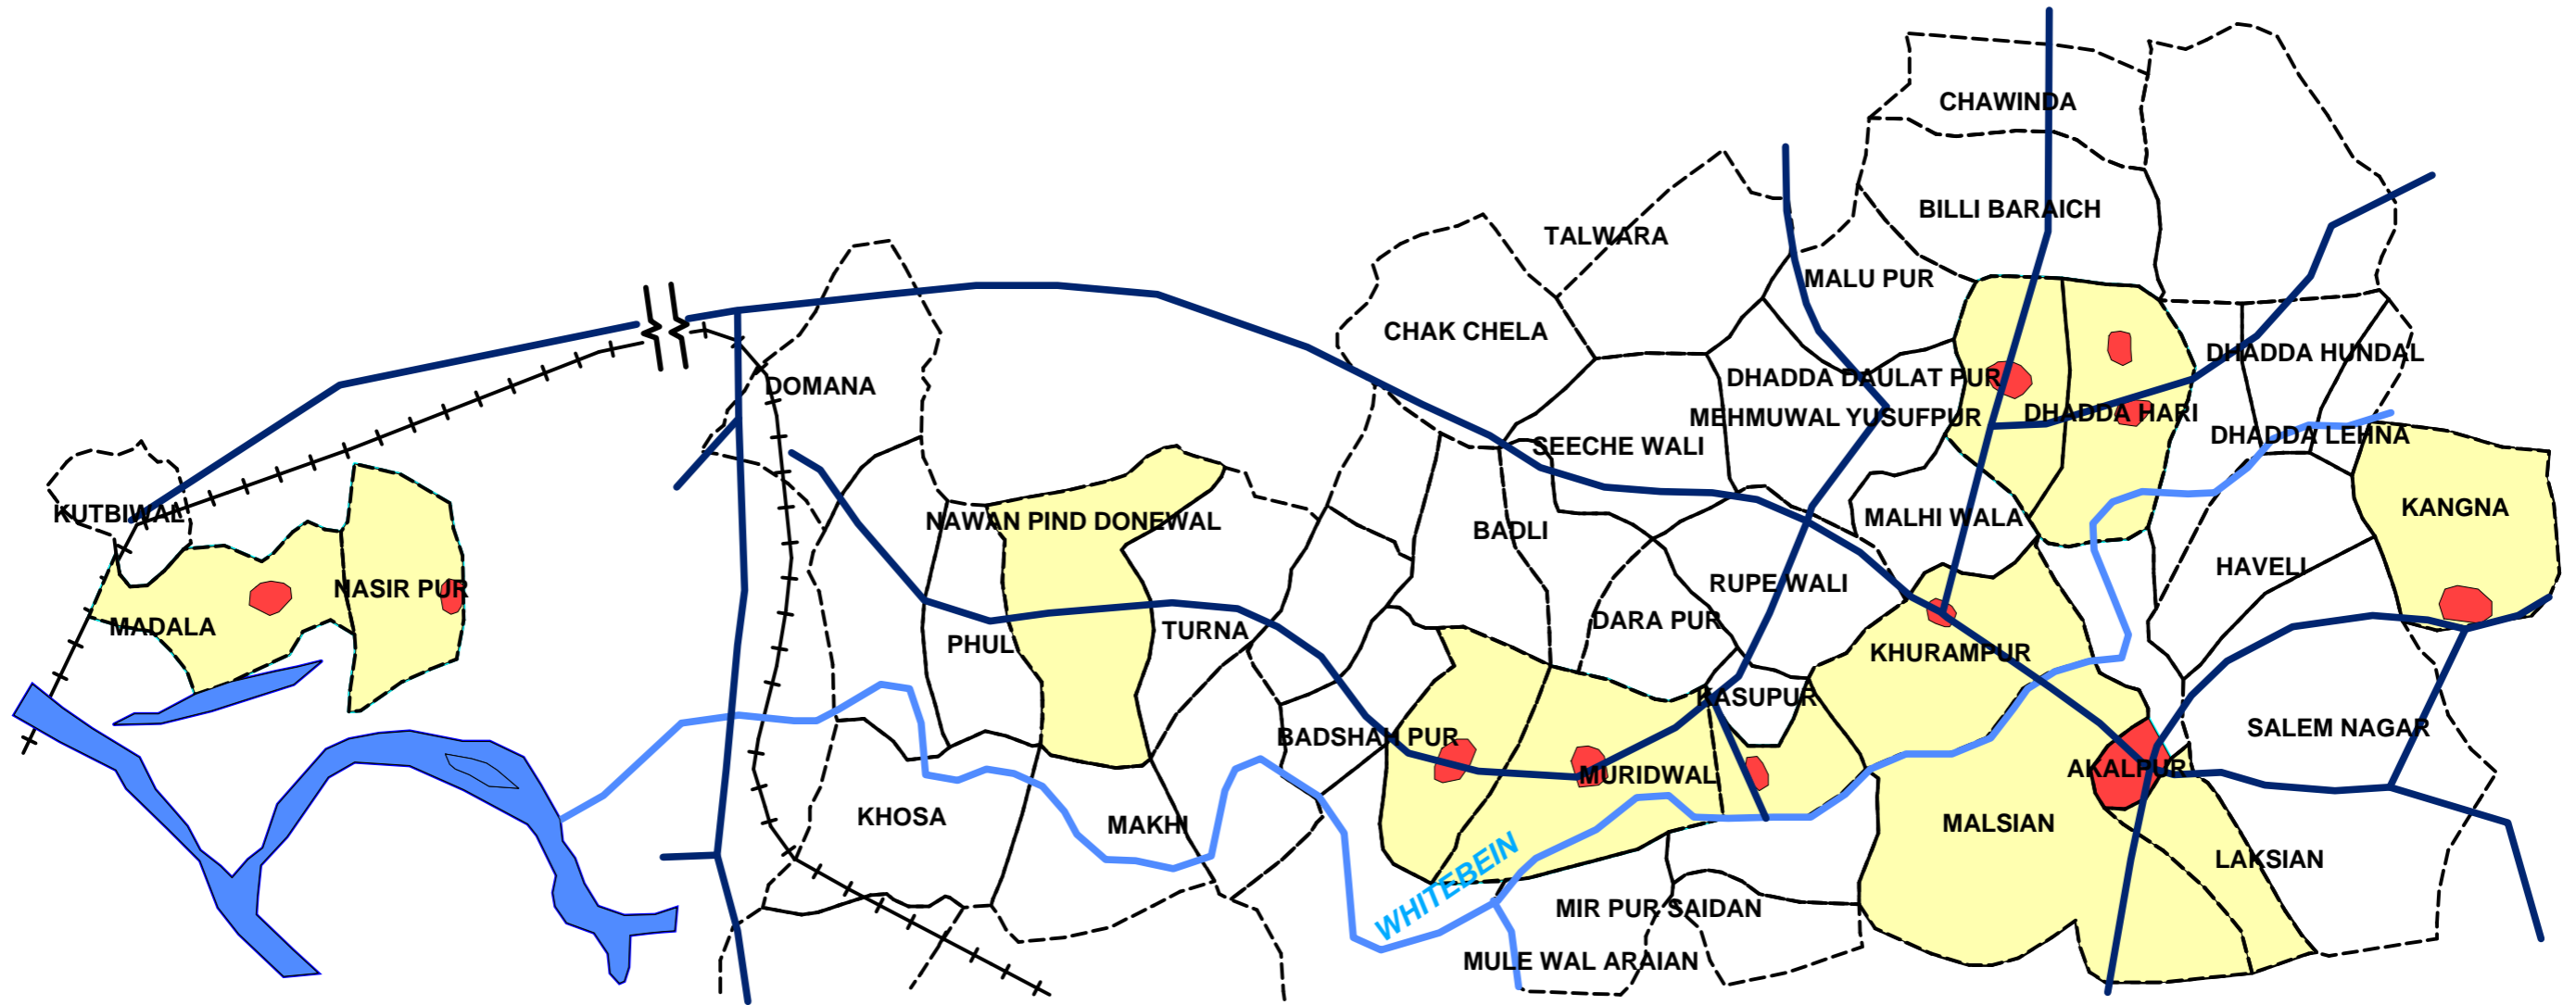 CHAWINDA
BILLI BARAICH
TALWARA
MALU PUR
CHAK CHELA
DHADDA HUNDAL
DHADDA DAULAT PUR
DOMANA
MEHMUWAL YUSUFPUR
DHADDA HARI
DHADDA LEHNA
SEECHE WALI
KANGNA
KUTBIWAL
NAWAN PIND DONEWAL
MALHI WALA
BADLI
HAVELI
NASIR PUR
RUPE WALI
MADALA
DARA PUR
TURNA
PHUL
KHURAMPUR
KASUPUR
SALEM NAGAR
BADSHAH PUR
AKALPUR
MURIDWAL
KHOSA
MAKHI
MALSIAN
LAKSIAN
WHITEBEIN
MIR PUR SAIDAN
MULE WAL ARAIAN